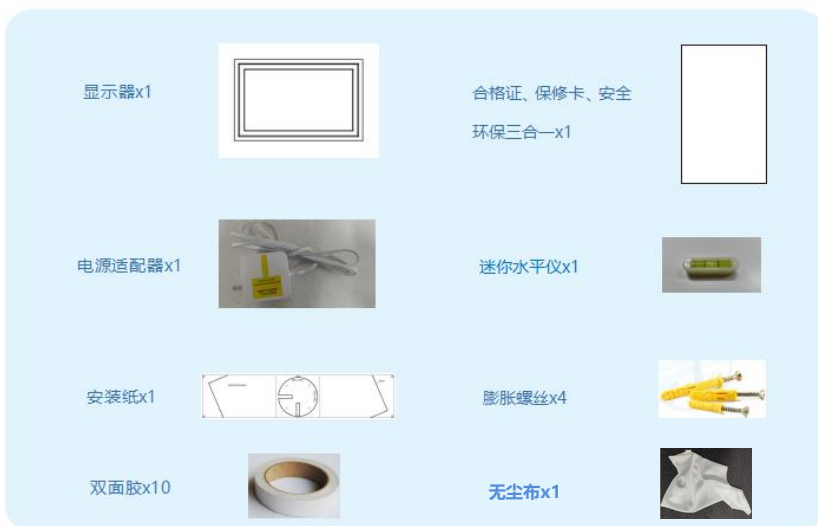 显示器x1
合格证、保修卡、安全
环保三合一x1
电源适配器x1
迷你水平仪x1
安装纸x1
膨胀螺丝x4
双面胶x10
无尘布x1